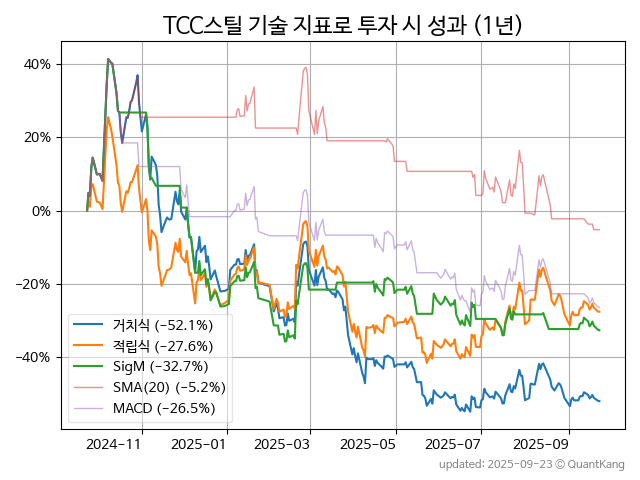 TCC스틸 기술 지표로 투자 시 성과 (1년)
40%
20%
0%
−20%
−40%
거치식 (−52.1%)
적립식 (−27.6%)
SigM (−32.7%)
SMA(20) (−5.2%)
MACD (−26.5%)
2024−11 2025−01 2025−03 2025−05 2025−07 2025−09
updated: 2025−09−23 ⓒ QuantKang